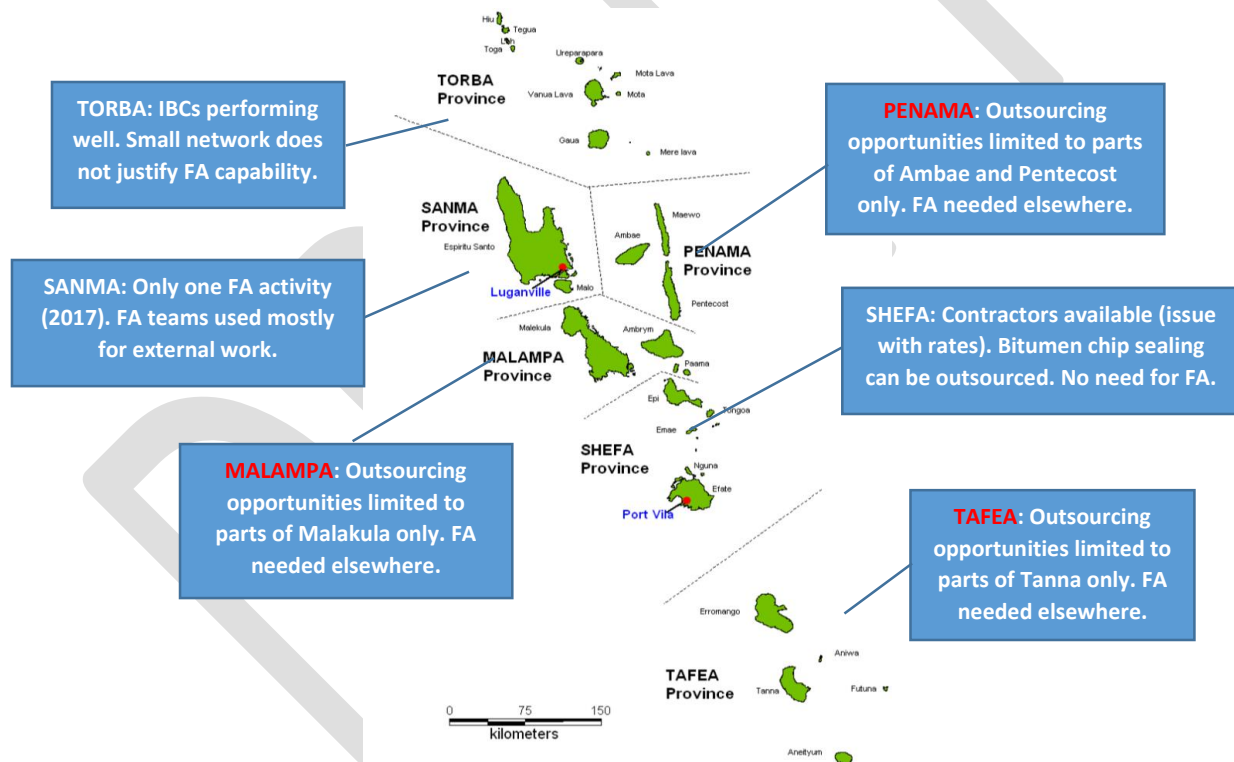 Hiu
Tegua
Loh
Toga
Ureparapara
TORBA
Province
Mota Lava
Vanua Lava
Mota
Gaua
Mere lava
TORBA: IBCs performing
well. Small network does
not justify FA capability.
PENAMA: Outsourcing
opportunities limited to parts
of Ambae and Pentecost
only. FA needed elsewhere.
SANMA
Province
Espiritu Santo
Luganville
Malo
Maewo
Ambae
PENAMA
Province
Pentecost
SANMA: Only one FA activity
(2017). FA teams used mostly
for external work.
SHEFA: Contractors available (issue
with rates). Bitumen chip sealing
can be outsourced. No need for FA.
Malekula
Ambrym
MALAMPA
Province
Paama
Epi
Tongoa
Emae
SHEFA
Province
Nguna
Efate
Port Vila
MALAMPA: Outsourcing
opportunities limited to
parts of Malakula only. FA
needed elsewhere.
TAFEA: Outsourcing
opportunities limited to
parts of Tanna only. FA
needed elsewhere.
Erromango
Aniwa
TAFEA
Province
Tanna
Futuna
Aneityum
0 75 150
kilometers